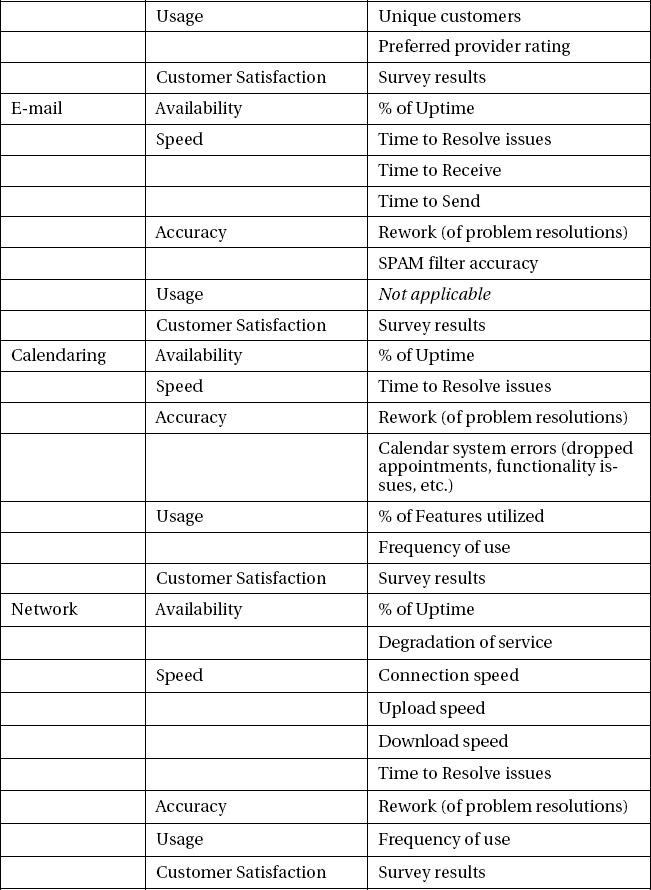 Usage Unique customers
Preferred provider rating
Customer Satisfaction Survey results
E-mail Availability % of Uptime
Speed Time to Resolve issues
Time to Receive
Time to Send
Accuracy Rework (of problem resolutions)
SPAM filter accuracy
Usage Not applicable
Customer Satisfaction Survey results
Calendaring Availability % of Uptime
Speed Time to Resolve issues
Accuracy Rework (of problem resolutions)
Calendar system errors (dropped
appointments, functionality is-
sues, etc.)
Usage % of Features utilized
Frequency of use
Customer Satisfaction Survey results
Network Availability % of Uptime
Degradation of service
Speed Connection speed
Upload speed
Download speed
Time to Resolve issues
Accuracy Rework (of problem resolutions)
Usage Frequency of use
Customer Satisfaction Survey results